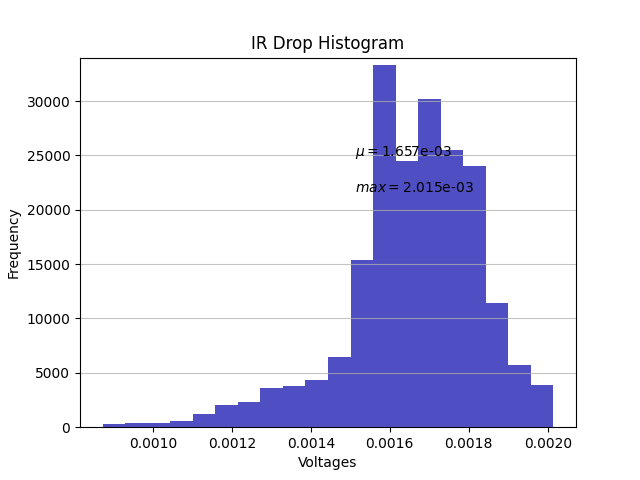 IR Drop Histogram
30000
25000
20000
15000
10000
5000
0
Frequency
μ = 1.657e-03
max = 2.015e-03
0.0010 0.0012 0.0014 0.0016 0.0018 0.0020
Voltages